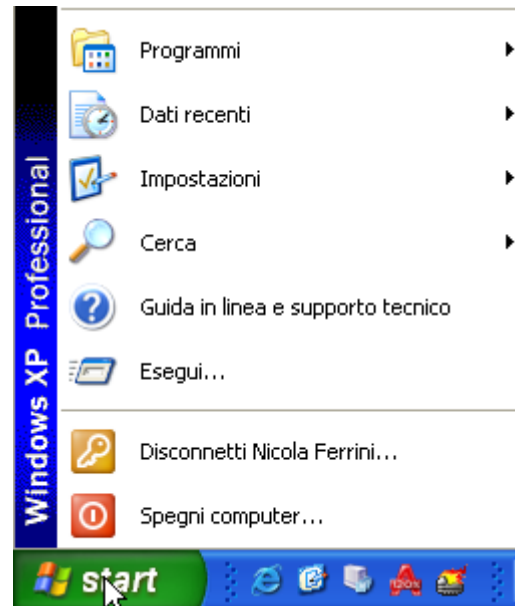 Programmi
Dati recenti
Impostazioni
Cerca
Guida in linea e supporto tecnico
Esegui...
Disconnetti Nicola Ferrini...
Spegni computer...
Windows XP Professional
start